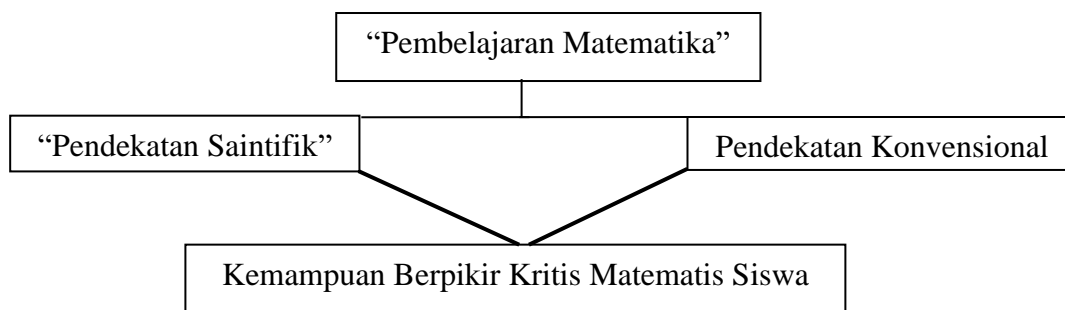 “Pembelajaran Matematika”
“Pendekatan Saintifik”
Pendekatan Konvensional
Kemampuan Berpikir Kritis Matematis Siswa